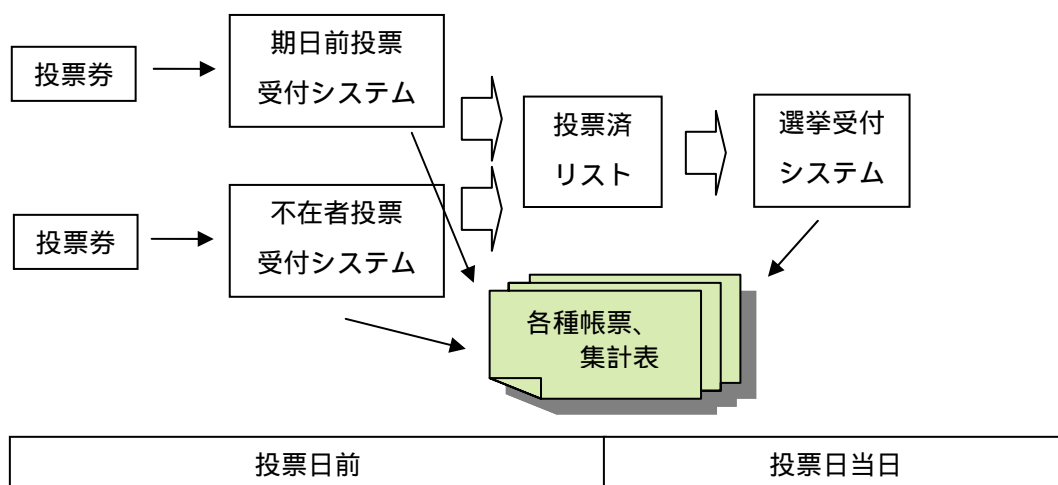 投票券
期日前投票
受付システム
投票済
リスト
選挙受付
システム
投票券
不在者投票
受付システム
各種帳票、
集計表
投票日前
投票日当日